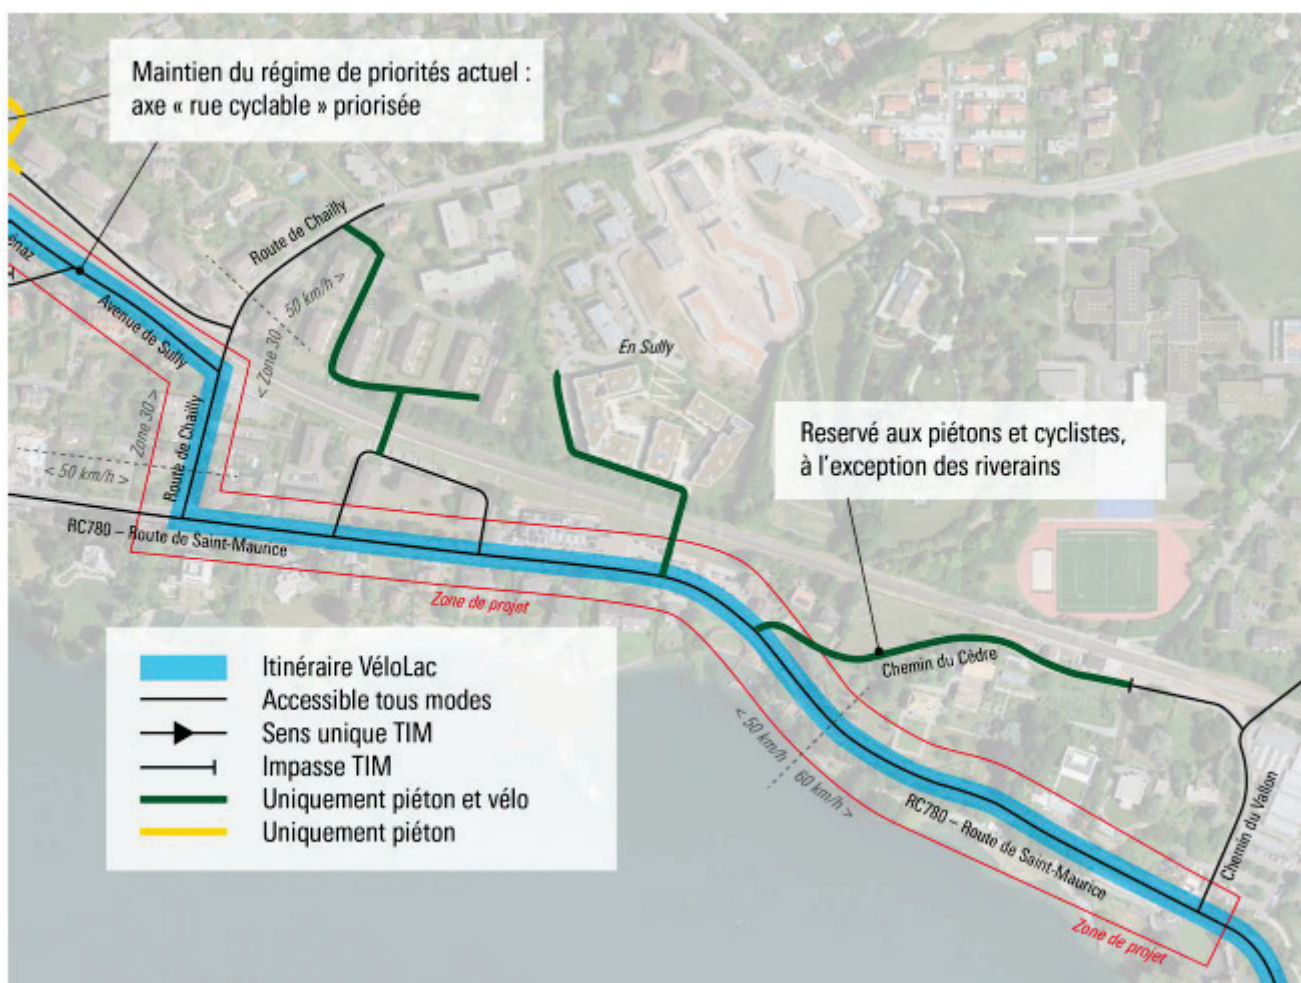 Maintien du régime de priorités actuel :
axe « rue cyclable » priorisée
Route de Chailly
50 km/h >
< Zone 30
énaz
Avenue de Sully
En Sully
Zone 30 >
< 50 km/h >
Route de Chailly
Reservé aux piétons et cyclistes,
à l'exception des riverains
RC780 – Route de Saint-Maurice
Zone de projet
Chemin du Cèdre
Itinéraire VéloLac
Accessible tous modes
Sens unique TIM
Impasse TIM
Uniquement piéton et vélo
Uniquement piéton
< 50 km/h
60 km/h >
RC780 – Route de Saint-Maurice
Chemin du Vallon
Zone de projet